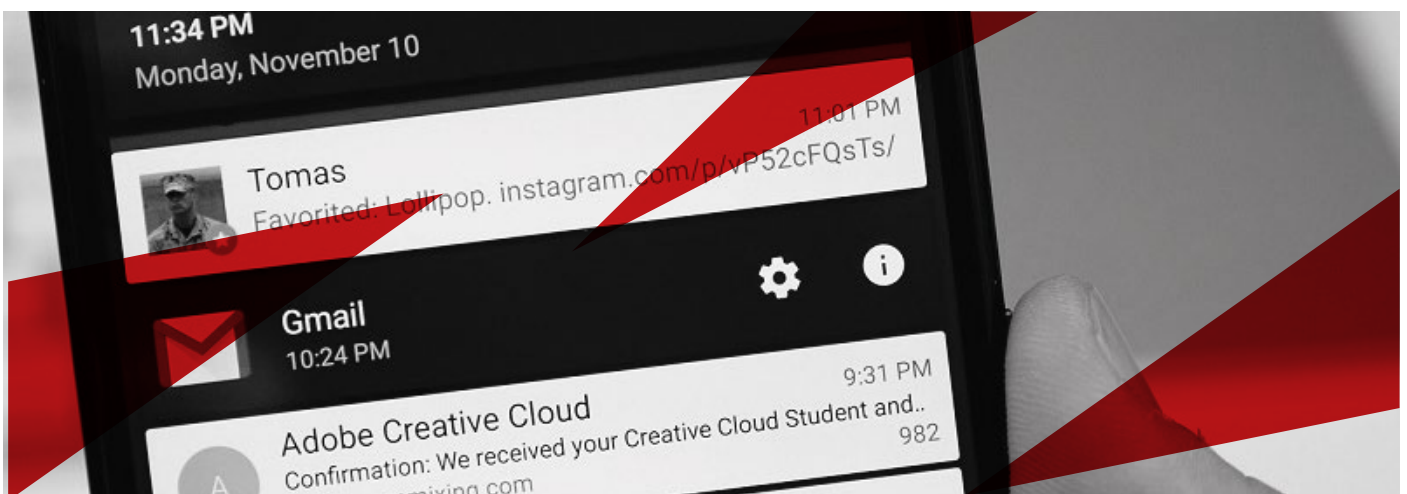 11:34 PM
Monday, November 10
Tomas
11:01 PM
Favorited: Lollipop. instagram.com/p/vP52cFQsTs/
Gmail
10:24 PM
Adobe Creative Cloud
9:31 PM
Confirmation: We received your Creative Cloud Student and..
982
A